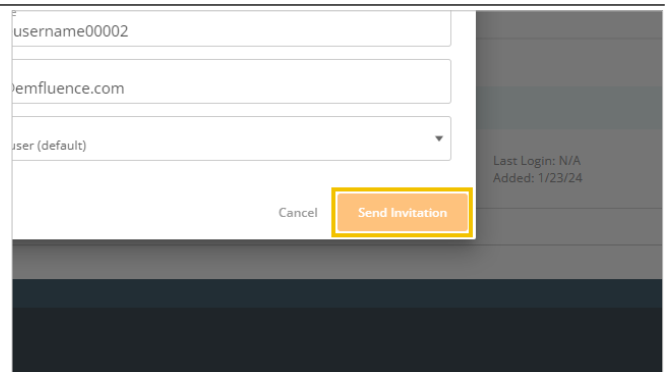 username00002
emfluence.com
user (default)
Last Login: N/A
Added: 1/23/24
Cancel
Send Invitation